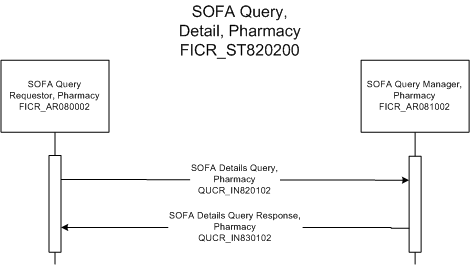 SOFA Query,
Detail, Pharmacy
FICR_ST820200
SOFA Query
Requestor, Pharmacy
FICR_AR080002
SOFA Query Manager,
Pharmacy
FICR_AR081002
SOFA Details Query,
Pharmacy
QUCR_IN820102
SOFA Details Query Response,
Pharmacy
QUCR_IN830102